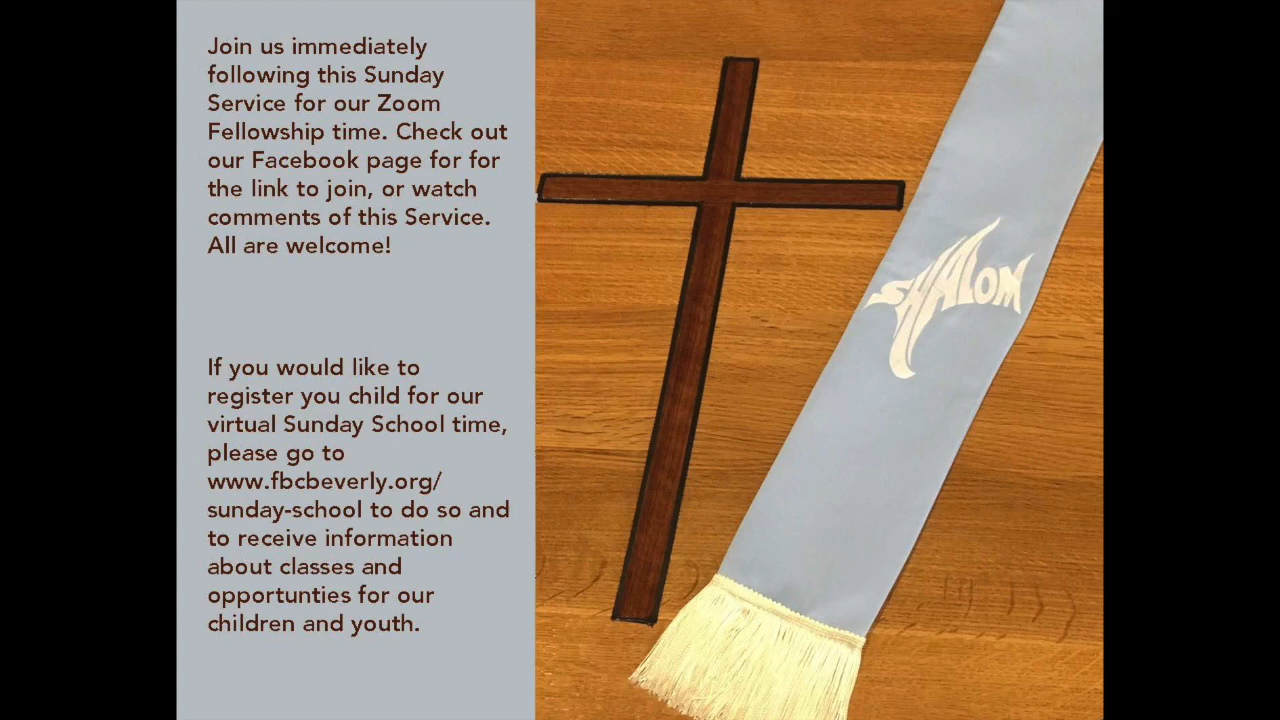 Join us immediately
following this Sunday
Service for our Zoom
Fellowship time. Check out
our Facebook page for for
the link to join, or watch
comments of this Service.
All are welcome!
If you would like to
register you child for our
virtual Sunday School time,
please go to
www.fbcbeverly.org/
sunday-school to do so and
to receive information
about classes and
opportunties for our
children and youth.
SHALOM